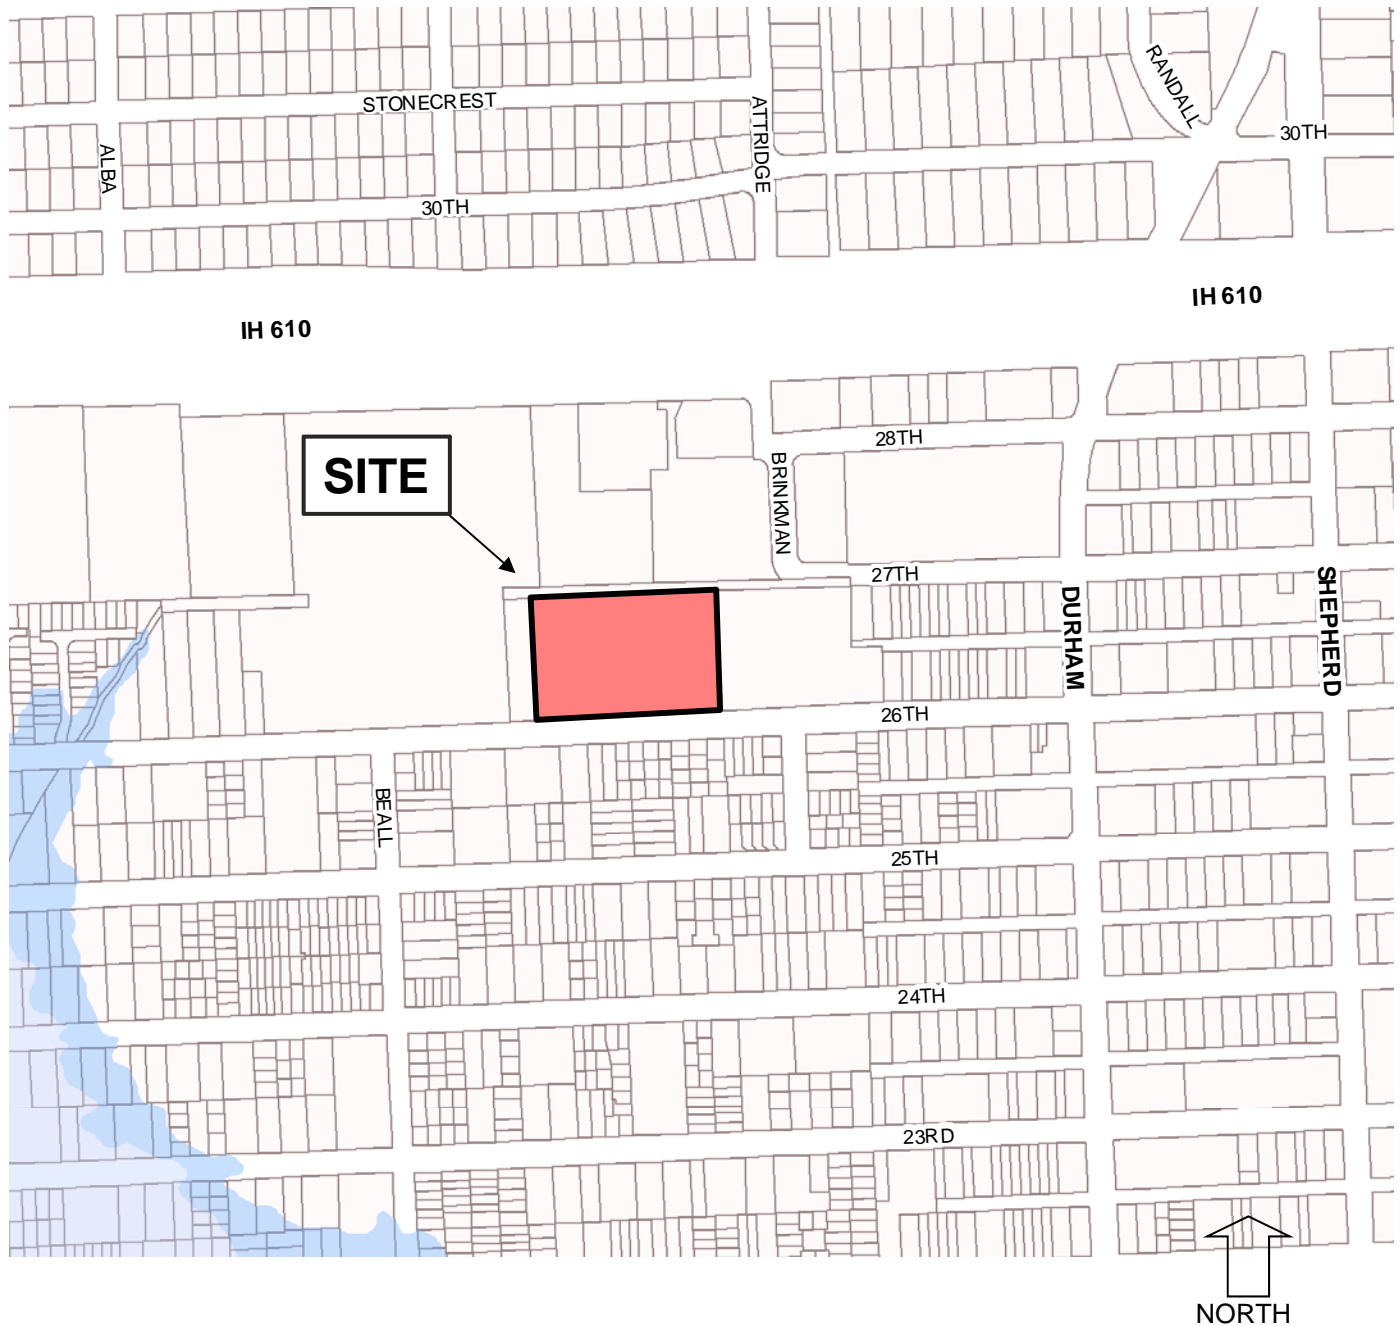 RANDALL
STONECREST
ATTRIDGE
30TH
ALBA
30TH
IH 610
IH 610
28TH
SITE
BRINKMAN
27TH
DURHAM
SHEPHERD
26TH
BEALL
25TH
24TH
23RD
NORTH